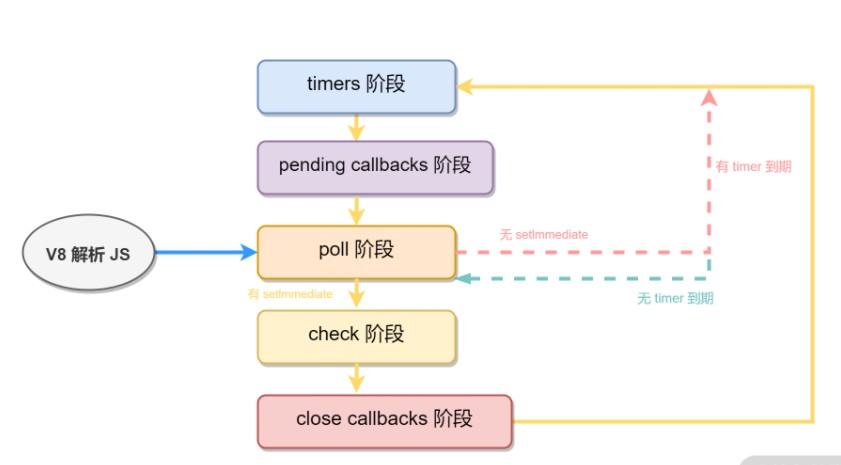 timers 阶段
pending callbacks 阶段
有 timer 到期
无 setImmediate
V8 解析 JS
poll 阶段
有 setImmediate
无 timer 到期
check 阶段
close callbacks 阶段